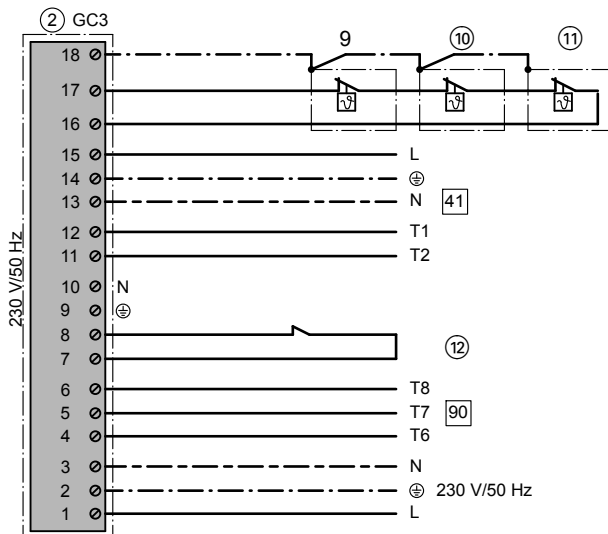 ② GC3
18 9 ⑩ ⑪
17 ϑ ϑ ϑ
16
15 L
14
13 N 41
12 T1
11 T2
10 N
9
8
7 ⑫
6 T8
5 T7 90
4 T6
3 N
2 230 V/50 Hz
1 L
230 V/50 Hz